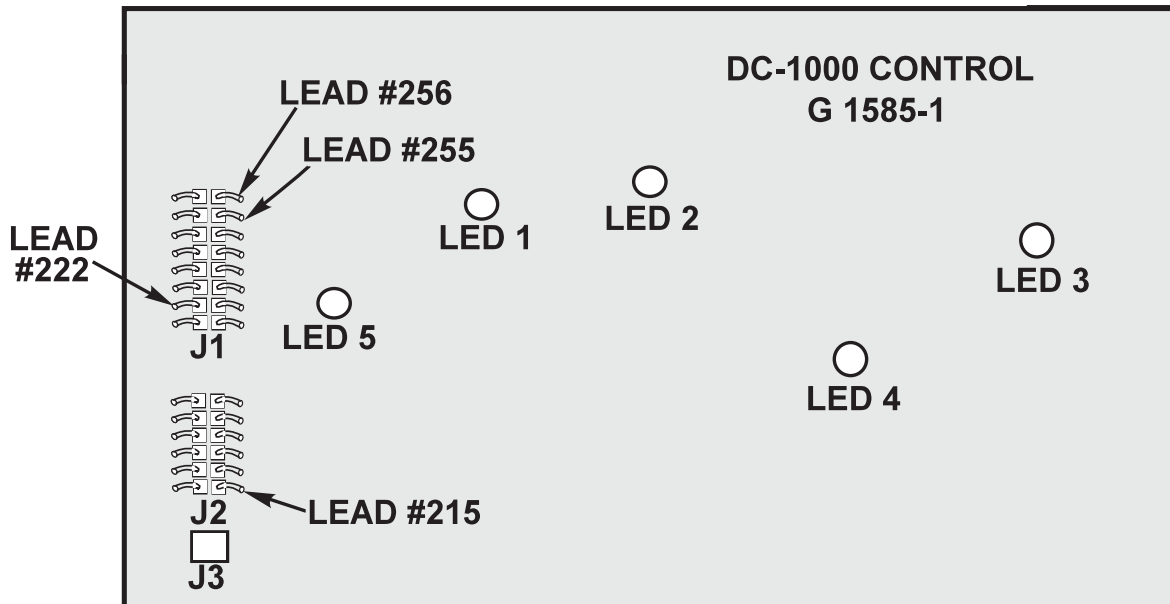 DC-1000 CONTROL
G 1585-1
LEAD #256
LEAD #255
LED 2
LED 1
LEAD
#222
LED 3
LED 5
J1
LED 4
LEAD #215
J2
J3